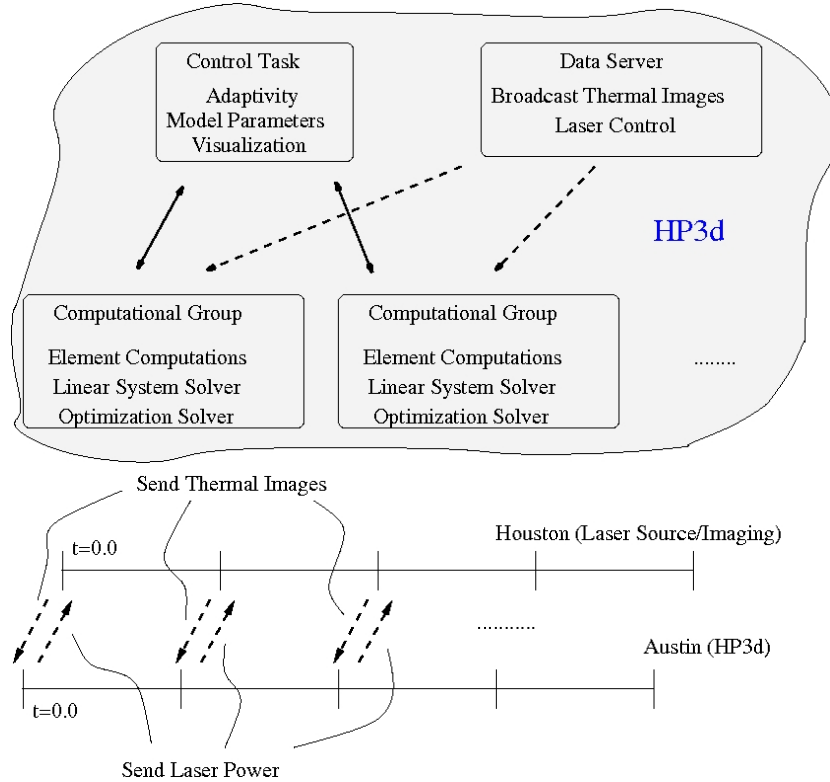 Control Task
Adaptivity
Model Parameters
Visualization
Data Server
Broadcast Thermal Images
Laser Control
HP3d
Computational Group
Element Computations
Linear System Solver
Optimization Solver
Computational Group
Element Computations
Linear System Solver
Optimization Solver
........
Send Thermal Images
t=0.0
Houston (Laser Source/Imaging)
...........
Austin (HP3d)
t=0.0
Send Laser Power